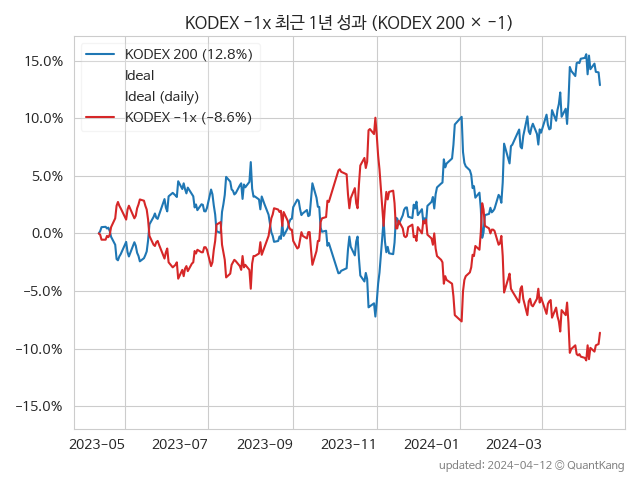 KODEX −1x 최근 1년 성과 (KODEX 200 × −1)
KODEX 200 (12.8%)
Ideal
Ideal (daily)
KODEX −1x (−8.6%)
15.0%
10.0%
5.0%
0.0%
−5.0%
−10.0%
−15.0%
2023-05 2023-07 2023-09 2023-11 2024-01 2024-03
updated: 2024-04-12 © QuantKang